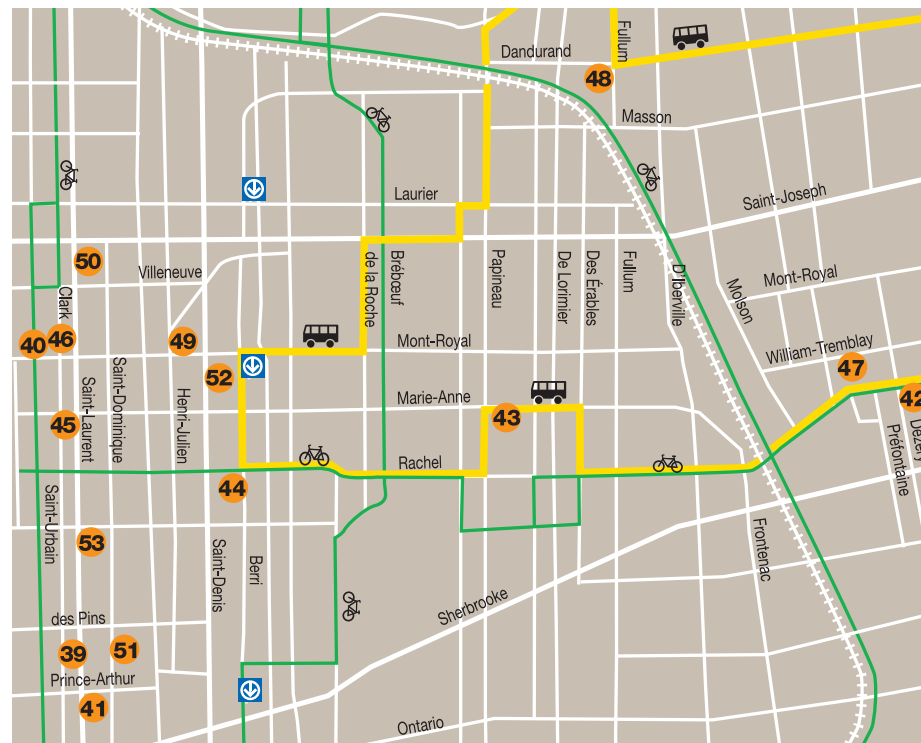 Fullum
Dandurand
48
Masson
Laurier
Saint-Joseph
50
Villeneuve
Clark
de la Roche
Brébœuf
Papineau
De Lorimier
Des Érables
Fullum
D'Iberville
Molson
Mont-Royal
40
46
49
Mont-Royal
William-Tremblay
47
52
Saint-Laurent
Saint-Dominique
Henri-Julien
Marie-Anne
43
42
45
Rachel
Préfontaine
Dézéry
44
Saint-Urbain
53
Saint-Denis
Berri
Frontenac
Sherbrooke
des Pins
39
51
Prince-Arthur
41
Ontario